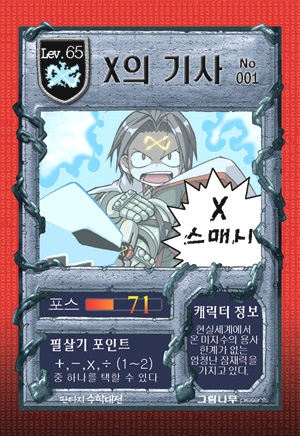 Lev. 65
X의 기사
No
001
X
스매시
포스 71
필살기 포인트
+, -, x, ÷ (1~2)
중 하나를 택할 수 있다
캐릭터 정보
현실세계에서
온 미지수의 용사
한계가 없는
엄청난 잠재력을
가지고 있다.
판타지 수학대전
그림나무 presents